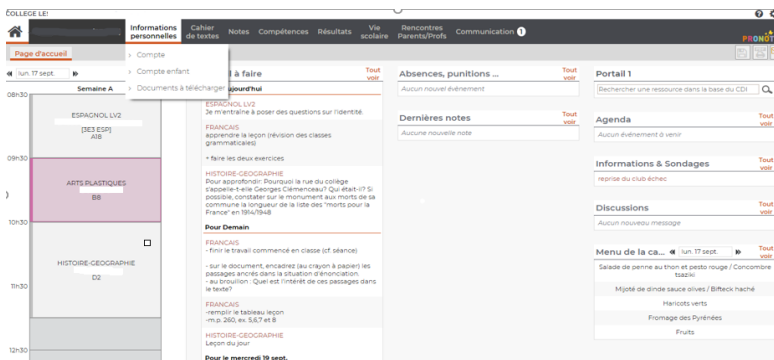 COLLEGE LE!
Informations personnelles
Cahier de textes
Notes
Compétences
Résultats
Vie scolaire
Rencontres Parents/Profs
Communication 1
PRONOT
Page d'accueil
> Compte
> Compte enfant
> Documents à télécharger
lun. 17 sept.
Semaine A
08h30
ESPAGNOL LV2
[3E3 ESP]
A18
09h30
ARTS PLASTIQUES
B8
10h30
HISTOIRE-GEOGRAPHIE
D2
11h30
12h30
l à faire
Tout voir
ujourd'hui
ESPAGNOL LV2
Je m'entraine à poser des questions sur l'identité.
FRANCAIS
apprendre la leçon (révision des classes
grammaticales)
+ faire les deux exercices
HISTOIRE-GEOGRAPHIE
Pour approfondir: Pourquoi la rue du collège
s'appelle-t-elle Georges Clémenceau? Qui était-il? Si
possible, constater sur le monument aux morts de sa
commune la longueur de la liste des "morts pour la
France" en 1914/1948
Pour Demain
FRANCAIS
- finir le travail commencé en classe (cf. séance)
- sur le document, encadrez (au crayon à papier) les
passages ancrés dans la situation d'énonciation.
- au brouillon : Quel est l'intérêt de ces passages dans
le texte?
FRANCAIS
-remplir le tableau leçon
-m.p. 260, ex. 5,6,7 et 8
HISTOIRE-GEOGRAPHIE
Leçon du jour
Pour le mercredi 19 sept.
Absences, punitions ...
Tout voir
Aucun nouvel événement
Dernières notes
Tout voir
Aucune nouvelle note
Portail 1
Rechercher une ressource dans la base du CDI
Agenda
Tout voir
Aucun événement à venir
Informations & Sondages
Tout voir
reprise du club échec
Discussions
Tout voir
Aucun nouveau message
Menu de la ca...
lun. 17 sept.
Tout voir
Salade de penne au thon et pesto rouge / Concombre
tsaziki
Mijoté de dinde sauce olives / Bifteck haché
Haricots verts
Fromage des Pyrénées
Fruits